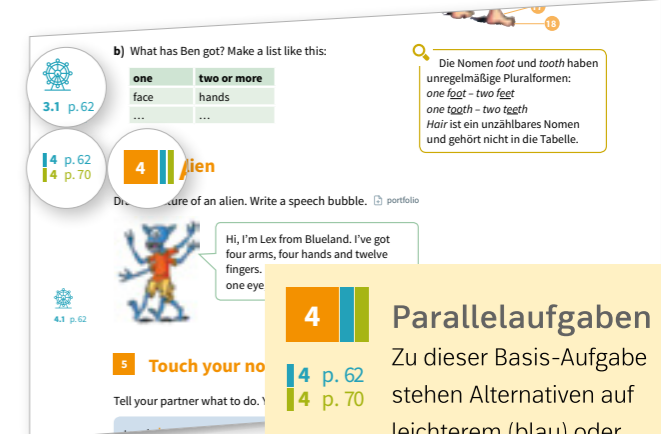 17
18
b) What has Ben got? Make a list like this:
one two or more
face hands
... ...
Die Nomen foot und tooth haben
unregelmäßige Pluralformen:
one foot – two feet
one tooth – two teeth
Hair ist ein unzählbares Nomen
und gehört nicht in die Tabelle.
3.1 p. 62
4 p. 62
4 p. 70
4
of an alien. Write a speech bubble. portfolio
Hi, I'm Lex from Blueland. I've got
four arms, four hands and twelve
fingers.
one eye
4.1 p. 62
5 Touch your
Tell your partner what to do.
4 Parallelaufgaben
4 p. 62
4 p. 70
Zu dieser Basis-Aufgabe
stehen Alternativen auf
leichterem (blau) oder